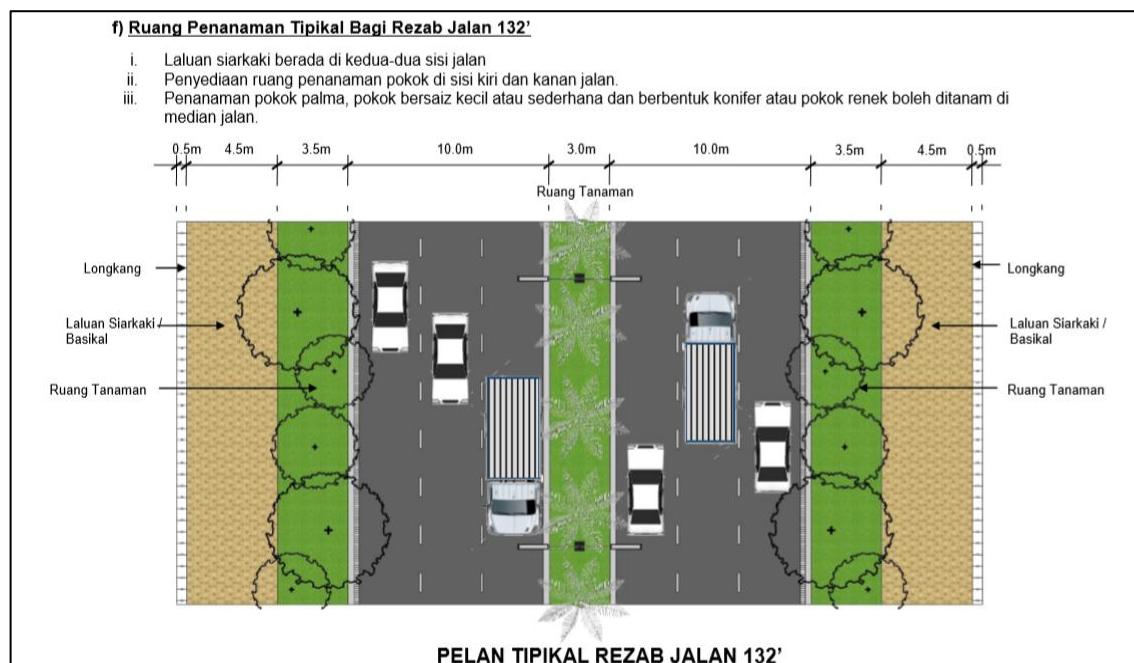 f) Ruang Penanaman Tipikal Bagi Rezab Jalan 132’
i. Laluan siarkaki berada di kedua-dua sisi jalan
ii. Penyediaan ruang penanaman pokok di sisi kiri dan kanan jalan.
iii. Penanaman pokok palma, pokok bersaiz kecil atau sederhana dan berbentuk konifer atau pokok renek boleh ditanam di
median jalan.
0.5m 4.5m 3.5m 10.0m 3.0m 10.0m 3.5m 4.5m 0.5m
Ruang Tanaman
Longkang
Longkang
Laluan Siarkaki /
Basikal
Laluan Siarkaki /
Basikal
Ruang Tanaman
Ruang Tanaman
PELAN TIPIKAL REZAB JALAN 132’